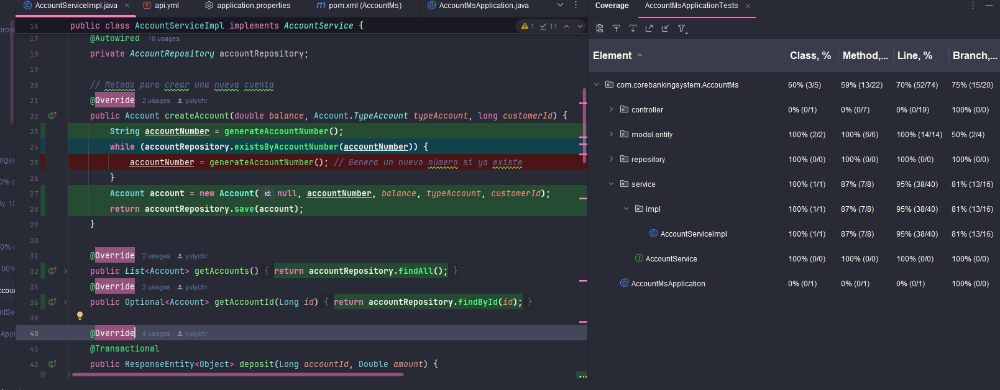 AccountServiceImpl.java
api.yml
application.properties
pom.xml (AccountMs)
AccountMsApplication.java
16 public class AccountServiceImpl implements AccountService {
1 11
17 @Autowired 10 usages
18 private AccountRepository accountRepository;
19
20 // Metodo para crear una nueva cuenta
21 @Override 2 usages yulychr
22 public Account createAccount(double balance, Account.TypeAccount typeAccount, long customerId) {
23 String accountNumber = generateAccountNumber();
24 while (accountRepository.existsByAccountNumber(accountNumber)) {
25 accountNumber = generateAccountNumber(); // Genera un nuevo número si ya existe
26 }
27 Account account = new Account( id: null, accountNumber, balance, typeAccount, customerId);
28 return accountRepository.save(account);
29 }
30
31 @Override 2 usages yulychr
32 public List<Account> getAccounts() { return accountRepository.findAll(); }
35 @Override 3 usages yulychr
36 public Optional<Account> getAccountId(Long id) { return accountRepository.findById(id); }
39
40 @Override 4 usages yulychr
41 @Transactional
42 public ResponseEntity<Object> deposit(Long accountId, Double amount) {
Coverage AccountMsApplicationTests
Element Class, % Method,... Line, % Branch,...
com.corebankingsystem.AccountMs 60% (3/5) 59% (13/22) 70% (52/74) 75% (15/20)
controller 0% (0/1) 0% (0/7) 0% (0/19) 100% (0/0)
model.entity 100% (2/2) 100% (6/6) 100% (14/14) 50% (2/4)
repository 100% (0/0) 100% (0/0) 100% (0/0) 100% (0/0)
service 100% (1/1) 87% (7/8) 95% (38/40) 81% (13/16)
impl 100% (1/1) 87% (7/8) 95% (38/40) 81% (13/16)
AccountServiceImpl 100% (1/1) 87% (7/8) 95% (38/40) 81% (13/16)
AccountService 100% (0/0) 100% (0/0) 100% (0/0) 100% (0/0)
AccountMsApplication 0% (0/1) 0% (0/1) 0% (0/1) 100% (0/0)